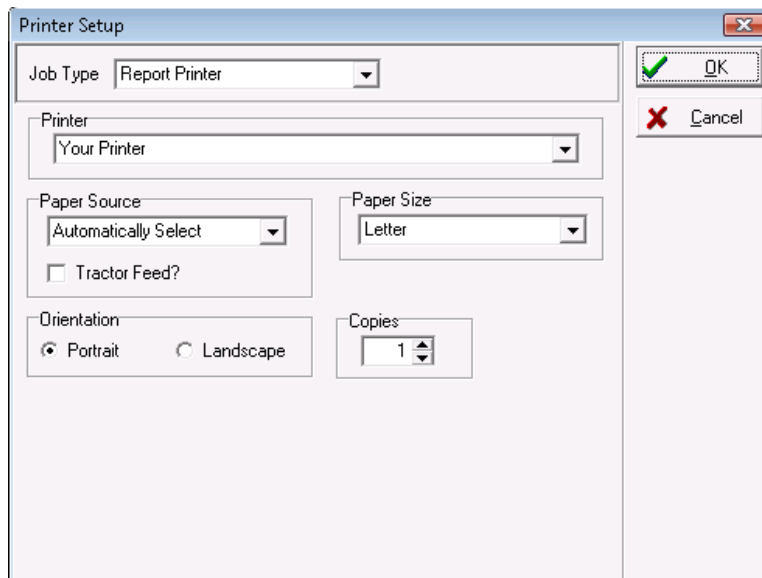 Printer Setup
Job Type Report Printer
OK
Cancel
Printer
Your Printer
Paper Source
Automatically Select
Tractor Feed?
Paper Size
Letter
Orientation
Portrait Landscape
Copies
1